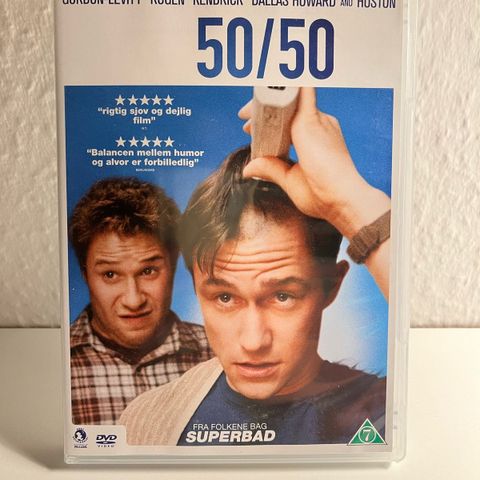 GORDON-LEVITT ROGEN KENDRICK DALLAS HOWARD AND HUSTON
50/50
★★★★★
"rigtig sjov og dejlig
film"
★★★★★
"Balancen mellem humor
og alvor er forbilledlig"
FRA FOLKENE BAG
SUPERBAD
DVD
VIDEO
7